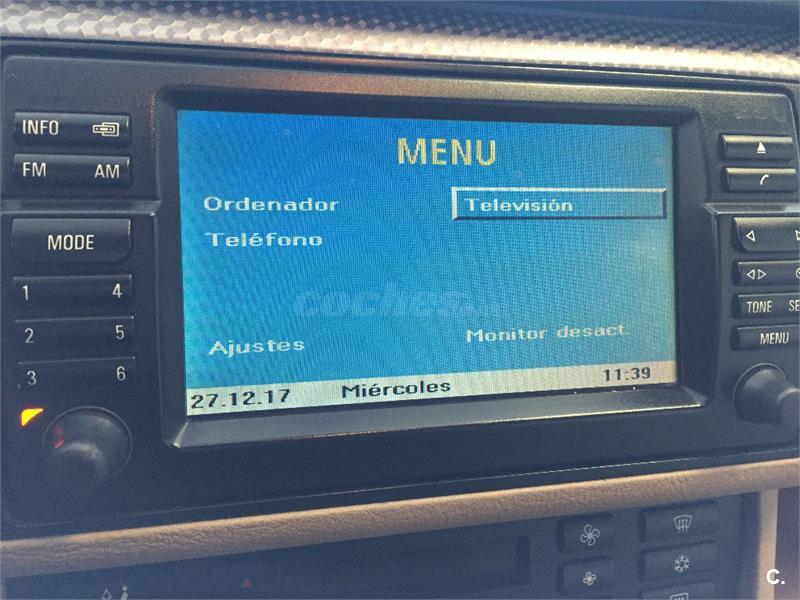 MENU
Ordenador
Televisión
Teléfono
Ajustes
Monitor desact.
27.12.17 Miércoles 11:39
INFO
FM AM
MODE
1 4
2 5
3 6
TONE
MENU
coches
C.